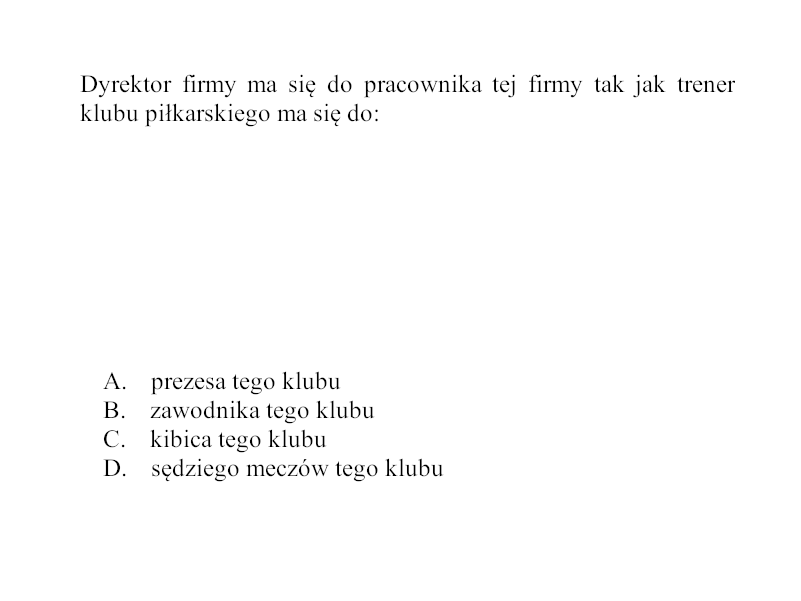 Dyrektor firmy ma się do pracownika tej firmy tak jak trener
klubu piłkarskiego ma się do:
A. prezesa tego klubu
B. zawodnika tego klubu
C. kibica tego klubu
D. sędziego meczów tego klubu